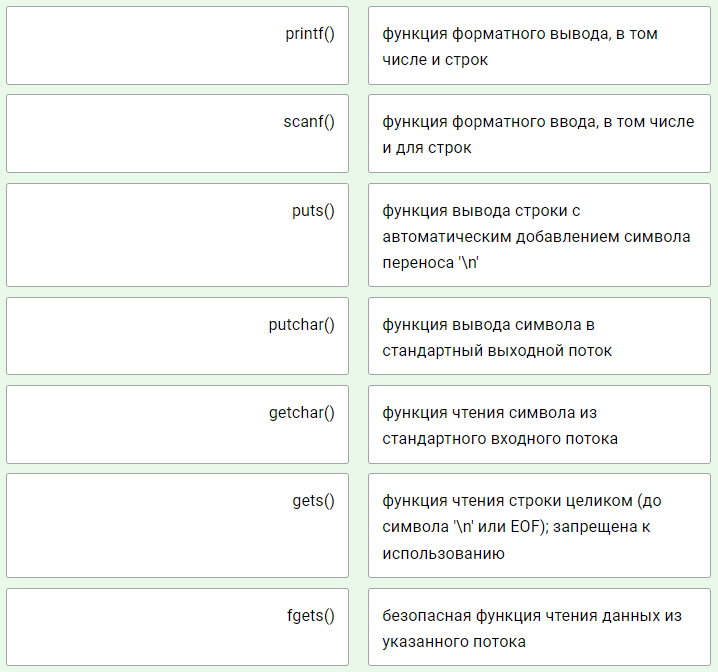 printf()
функция форматного вывода, в том
числе и строк
scanf()
функция форматного ввода, в том числе
и для строк
puts()
функция вывода строки с
автоматическим добавлением символа
переноса '\n'
putchar()
функция вывода символа в
стандартный выходной поток
getchar()
функция чтения символа из
стандартного входного потока
gets()
функция чтения строки целиком (до
символа '\n' или EOF); запрещена к
использованию
fgets()
безопасная функция чтения данных из
указанного потока